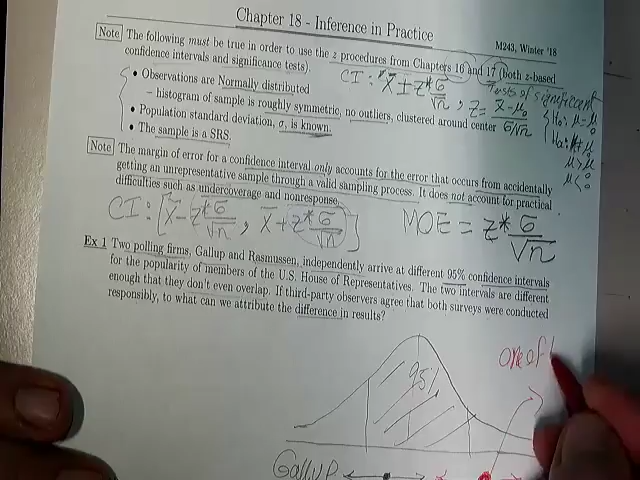 Chapter 18 - Inference in Practice
M243, Winter '18
Note The following must be true in order to use the z procedures from Chapters 16 and 17 (both z-based
confidence intervals and significance tests).
CI: x̄ ± z* σ/√n , z = x̄ - μ₀ / σ/√n
Tests of significant
• Observations are Normally distributed
– histogram of sample is roughly symmetric, no outliers, clustered around center
• Population standard deviation, σ, is known.
• The sample is a SRS.
H₀: μ = μ₀
Hₐ: μ ≠ μ₀
μ > μ₀
μ < μ₀
Note The margin of error for a confidence interval only accounts for the error that occurs from accidentally
getting an unrepresentative sample through a valid sampling process. It does not account for practical
difficulties such as undercoverage and nonresponse.
CI: [x̄ - z* σ/√n , x̄ + z* σ/√n ]
MOE = z* σ/√n
Ex 1 Two polling firms, Gallup and Rasmussen, independently arrive at different 95% confidence intervals
for the popularity of members of the U.S. House of Representatives. The two intervals are different
enough that they don't even overlap. If third-party observers agree that both surveys were conducted
responsibly, to what can we attribute the difference in results?
one of
95%
Gallup